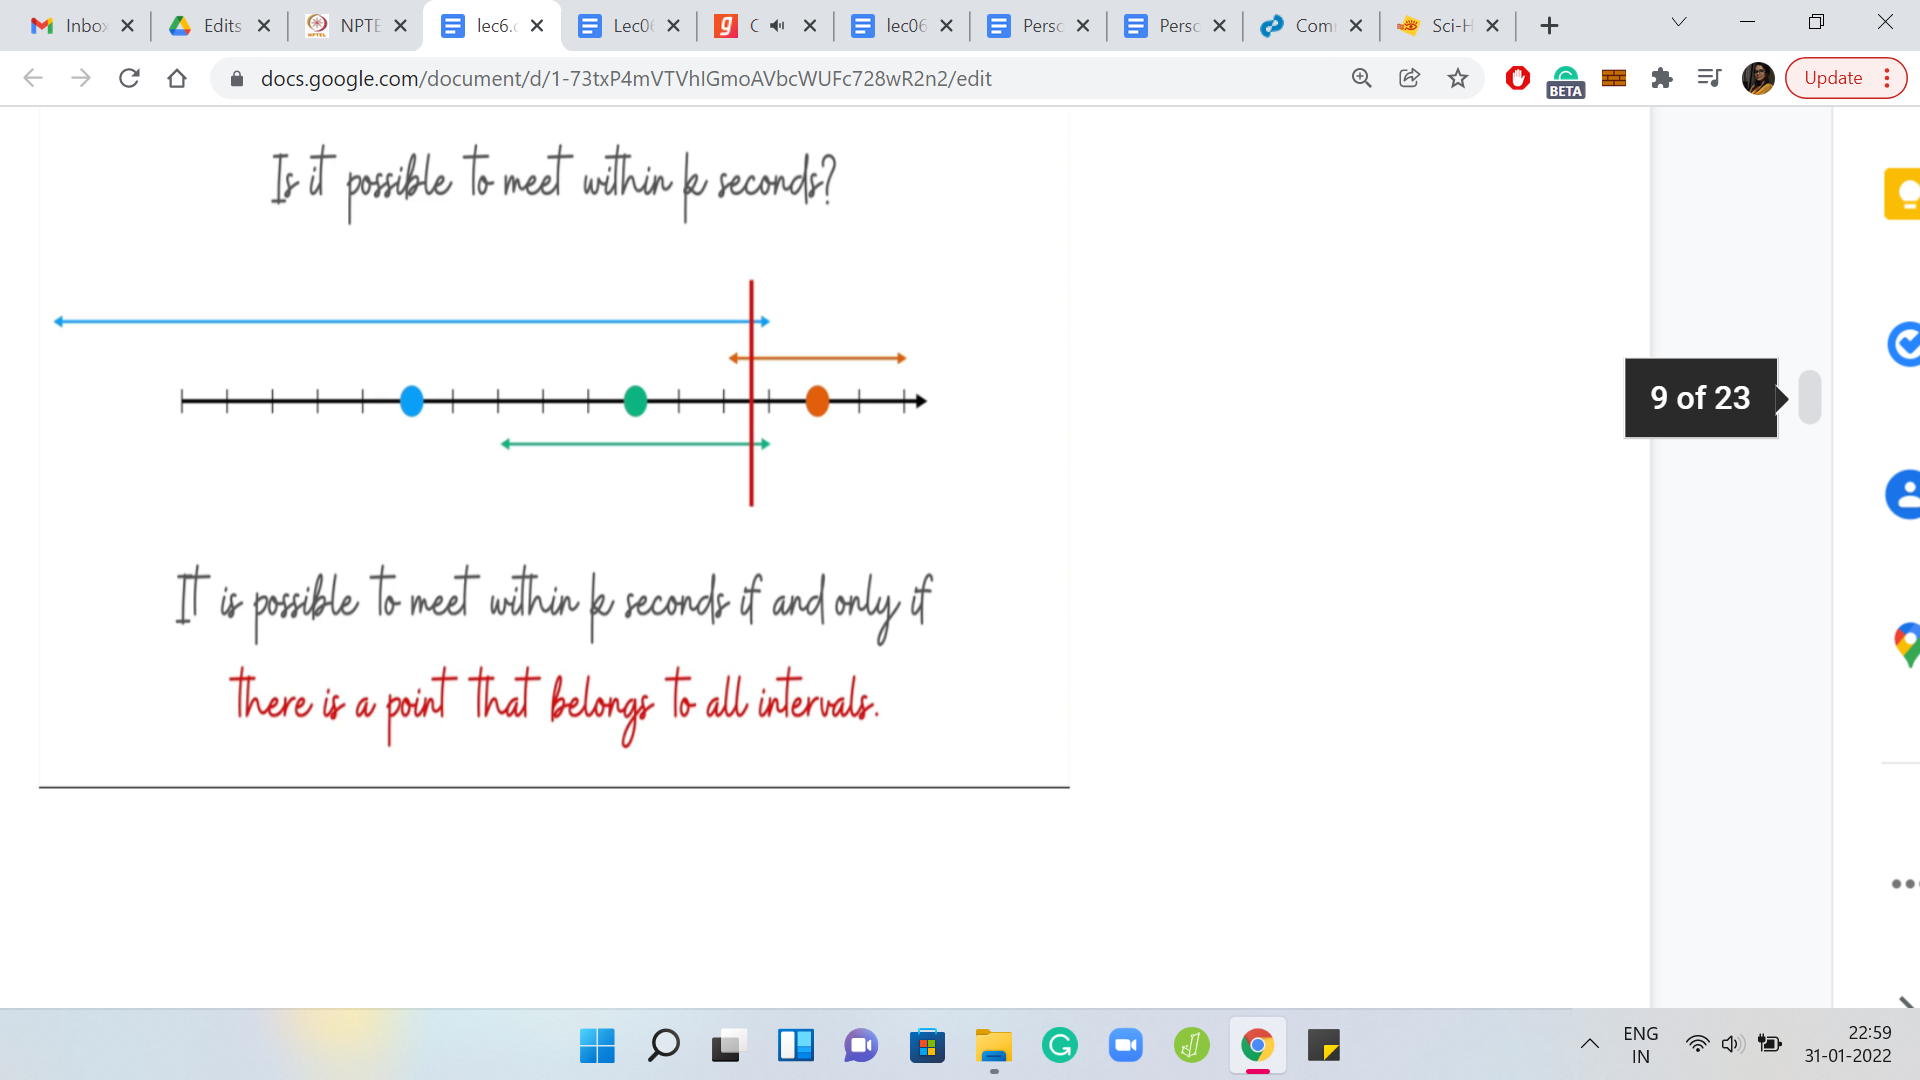 Inbox
Edits
NPTE
lec6.c
Lec06
C
lec06
Perso
Perso
Com
Sci-H
docs.google.com/document/d/1-73txP4mVTVhlGmoAVbcWUFc728wR2n2/edit
BETA
Update
Is it possible to meet within k seconds?
9 of 23
It is possible to meet within k seconds if and only if
there is a point that belongs to all intervals.
ENG
IN
22:59
31-01-2022